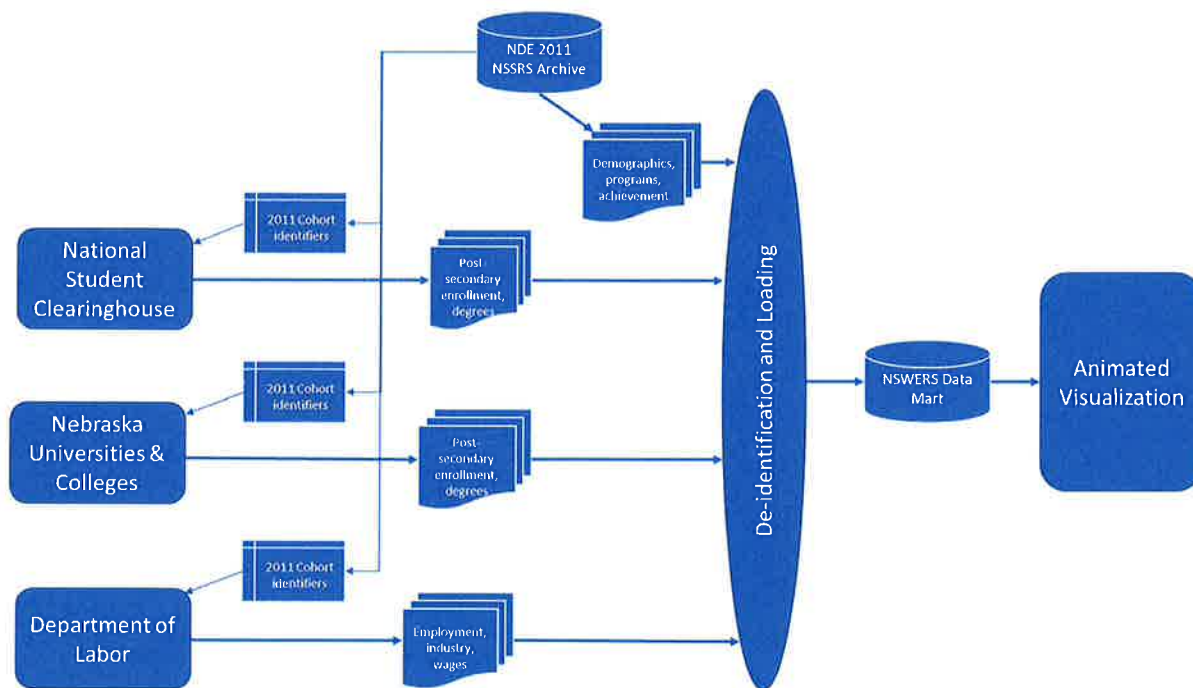 NDE 2011
NSSRS Archive
Demographics,
programs,
achievement
2011 Cohort
identifiers
National
Student
Clearinghouse
Post-
secondary
enrollment,
degrees
2011 Cohort
identifiers
Nebraska
Universities &
Colleges
Post-
secondary
enrollment,
degrees
2011 Cohort
identifiers
Department of
Labor
Employment,
industry,
wages
De-identification and Loading
NSWERS Data
Mart
Animated
Visualization